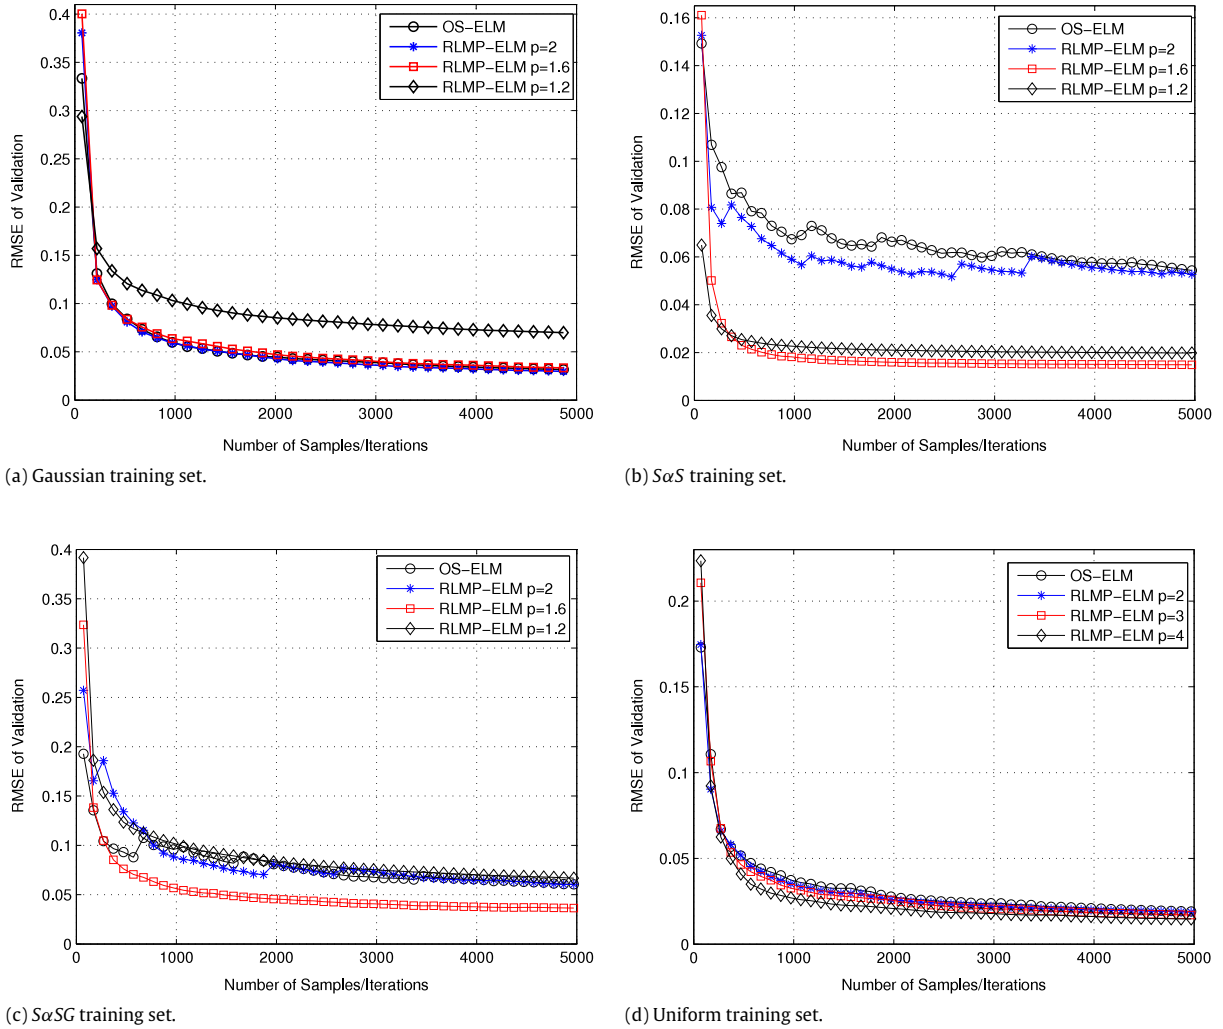 0.4
0.35
0.3
0.25
0.2
0.15
0.1
0.05
0
RMSE of Validation
OS-ELM
RLMP-ELM p=2
RLMP-ELM p=1.6
RLMP-ELM p=1.2
0 1000 2000 3000 4000 5000
Number of Samples/Iterations
(a) Gaussian training set.
0.16
0.14
0.12
0.1
0.08
0.06
0.04
0.02
0
RMSE of Validation
OS-ELM
RLMP-ELM p=2
RLMP-ELM p=1.6
RLMP-ELM p=1.2
0 1000 2000 3000 4000 5000
Number of Samples/Iterations
(b) SαS training set.
0.4
0.35
0.3
0.25
0.2
0.15
0.1
0.05
0
RMSE of Validation
OS-ELM
RLMP-ELM p=2
RLMP-ELM p=1.6
RLMP-ELM p=1.2
0 1000 2000 3000 4000 5000
Number of Samples/Iterations
(c) SαSG training set.
0.2
0.15
0.1
0.05
0
RMSE of Validation
OS-ELM
RLMP-ELM p=2
RLMP-ELM p=3
RLMP-ELM p=4
0 1000 2000 3000 4000 5000
Number of Samples/Iterations
(d) Uniform training set.